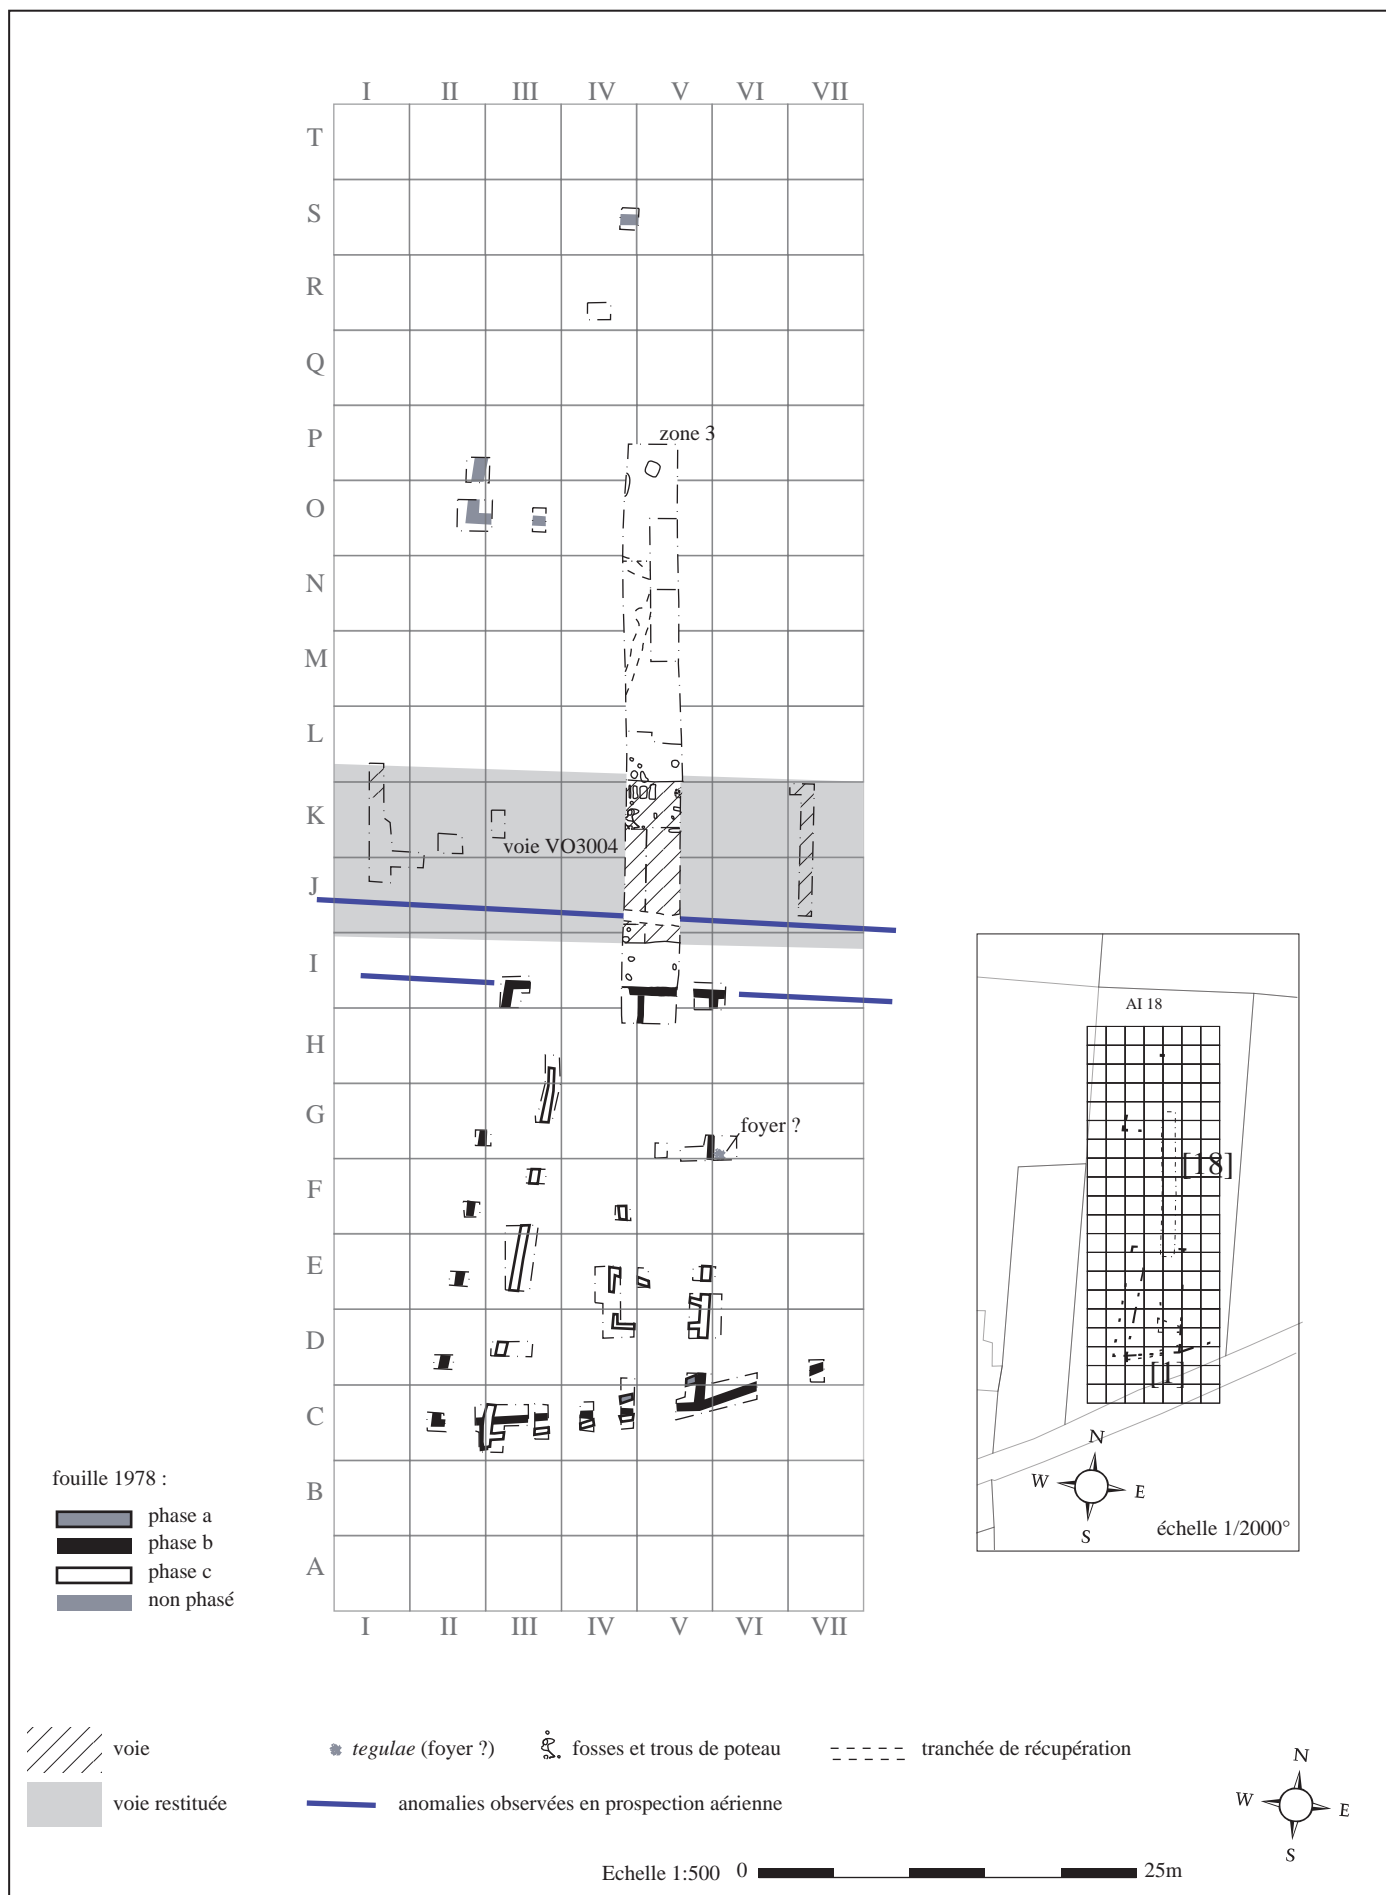 I II III IV V VI VII
T
S
R
Q
P
zone 3
O
N
M
L
K
voie VO3004
J
I
H
G
foyer ?
F
E
D
C
B
A
I II III IV V VI VII
AI 18
[18]
[1]
N
W E
S
échelle 1/2000°
fouille 1978 :
phase a
phase b
phase c
non phasé
voie
tegulae (foyer ?)
fosses et trous de poteau
tranchée de récupération
voie restituée
anomalies observées en prospection aérienne
N
W E
S
Echelle 1:500 0 25m